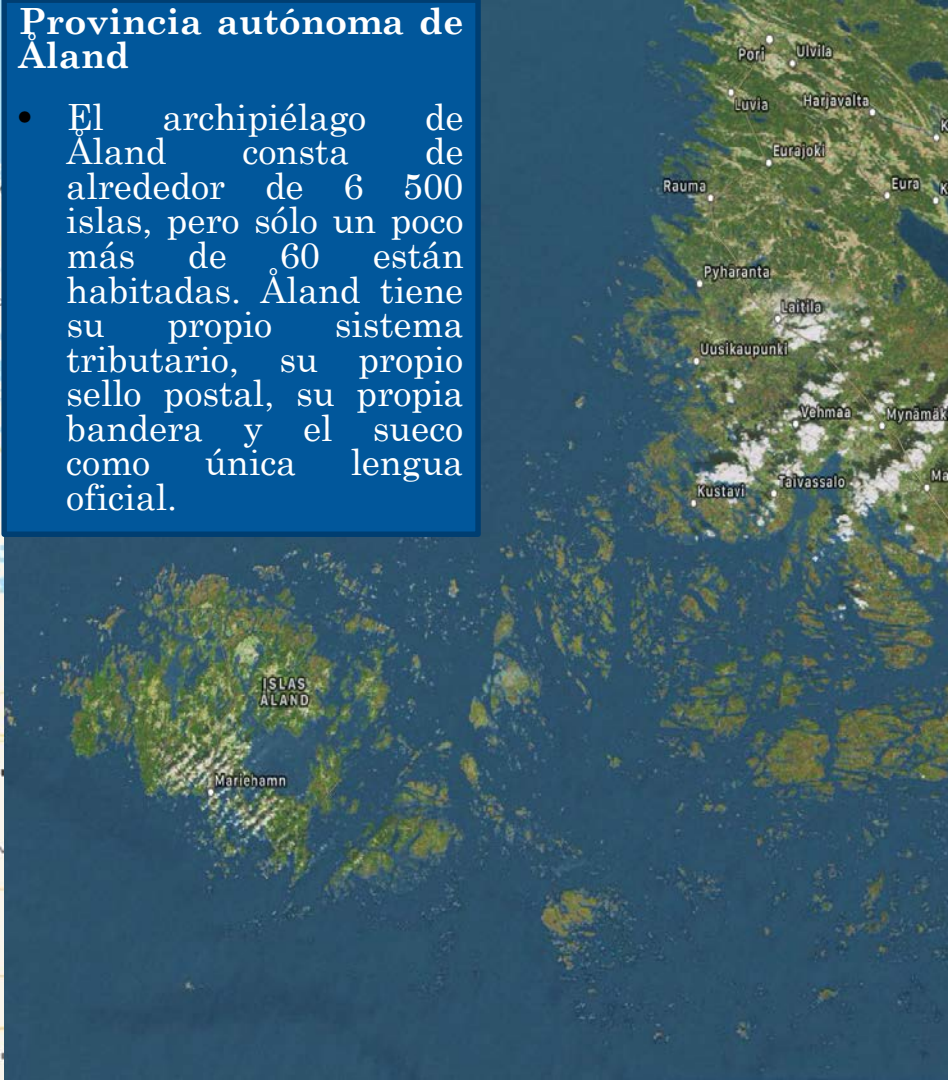 Provincia autónoma de
Åland
• El archipiélago de
Åland consta de
alrededor de 6 500
islas, pero sólo un poco
más de 60 están
habitadas. Åland tiene
su propio sistema
tributario, su propio
sello postal, su propia
bandera y el sueco
como única lengua
oficial.
Pori
Ulvila
Luvia
Harjavalta
Eurajoki
Rauma
Eura
Pyhäranta
Laitila
Uusikaupunki
Vehmaa
Mynämäk
Kustavi
Taivassalo
Ma
ISLAS
ÅLAND
Mariehamn